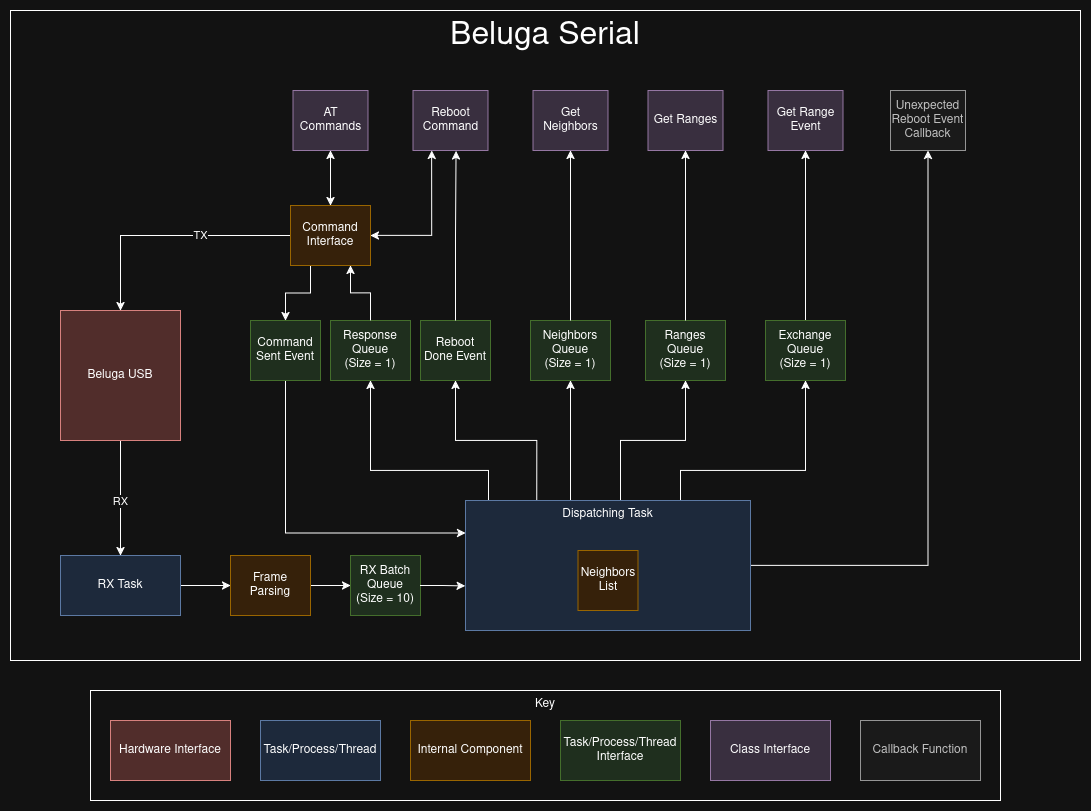 Beluga Serial
AT
Commands
Reboot
Command
Get
Neighbors
Get Ranges
Get Range
Event
Unexpected
Reboot Event
Callback
Command
Interface
TX
Beluga USB
Command
Sent Event
Response
Queue
(Size = 1)
Reboot
Done Event
Neighbors
Queue
(Size = 1)
Ranges
Queue
(Size = 1)
Exchange
Queue
(Size = 1)
RX
Dispatching Task
Neighbors
List
RX Task
Frame
Parsing
RX Batch
Queue
(Size = 10)
Key
Hardware Interface
Task/Process/Thread
Internal Component
Task/Process/Thread
Interface
Class Interface
Callback Function